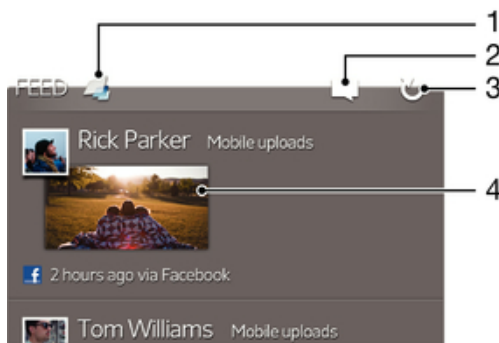 1
2
FEED
3
Rick Parker Mobile uploads
4
f 2 hours ago via Facebook
Tom Williams Mobile uploads